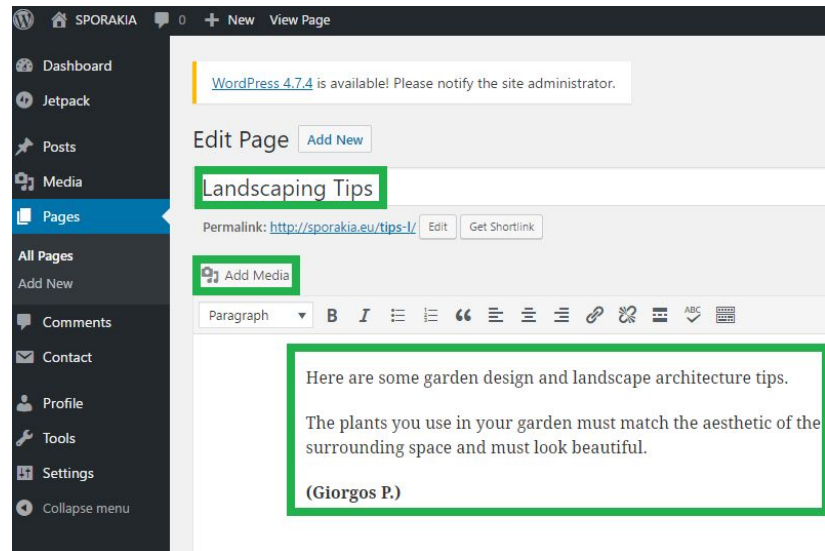 SPORAKIA 0 + New View Page
Dashboard
Jetpack
Posts
Media
Pages
All Pages
Add New
Comments
Contact
Profile
Tools
Settings
Collapse menu
WordPress 4.7.4 is available! Please notify the site administrator.
Edit Page Add New
Landscaping Tips
Permalink: http://sporakia.eu/tips-l/ Edit Get Shortlink
Add Media
Paragraph B I ABC
Here are some garden design and landscape architecture tips.
The plants you use in your garden must match the aesthetic of the
surrounding space and must look beautiful.
(Giorgos P.)